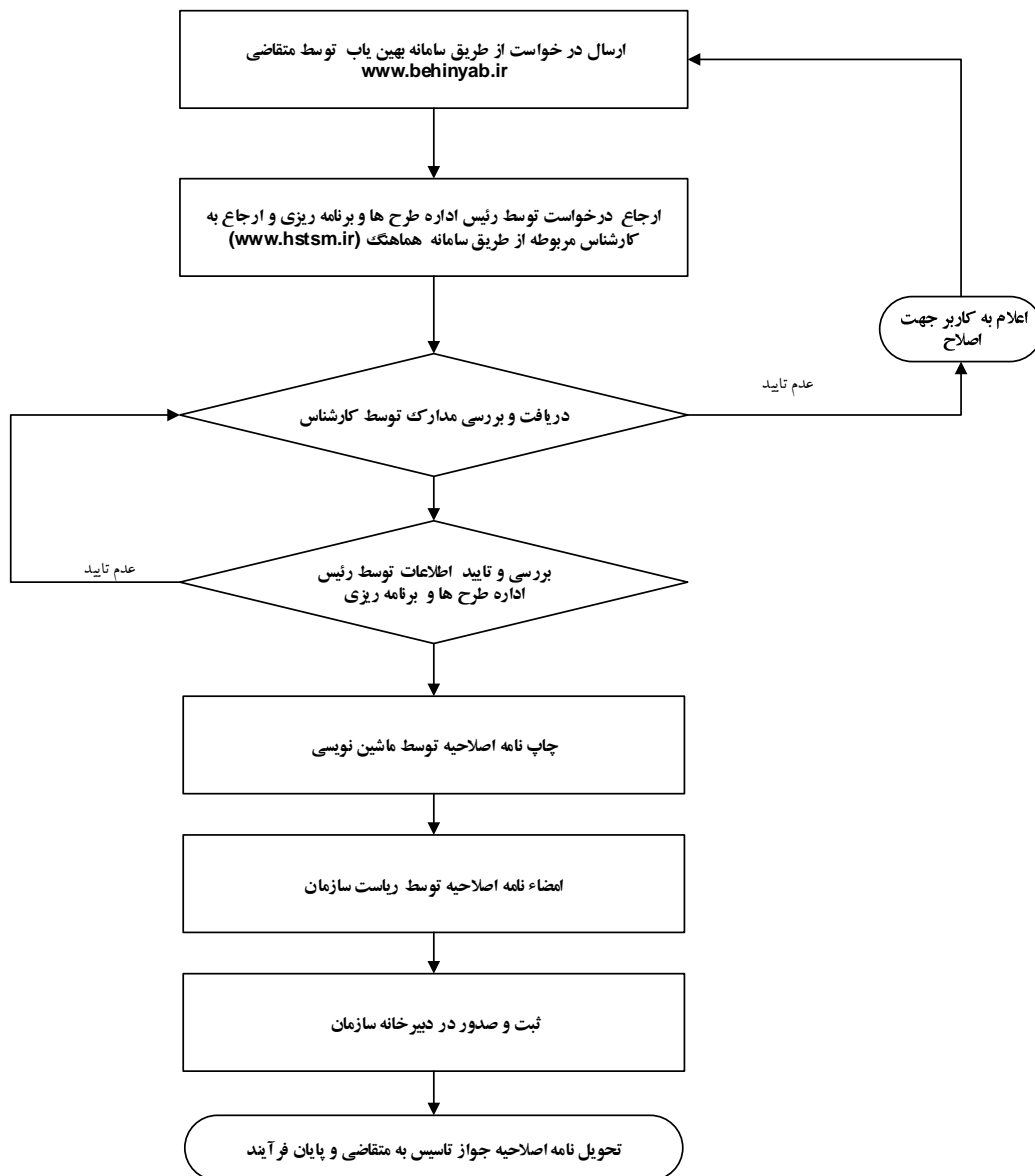 ارسال در خواست از طریق سامانه بهین یاب توسط متقاضی
www.behinyab.ir
ارجاع درخواست توسط رئیس اداره طرح ها و برنامه ریزی و ارجاع به
کارشناس مربوطه از طریق سامانه هماهنگ (www.hstsm.ir)
اعلام به کاربر جهت
اصلاح
عدم تایید
دریافت و بررسی مدارک توسط کارشناس
عدم تایید
بررسی و تایید اطلاعات توسط رئیس
اداره طرح ها و برنامه ریزی
چاپ نامه اصلاحیه توسط ماشین نویسی
امضاء نامه اصلاحیه توسط ریاست سازمان
ثبت و صدور در دبیرخانه سازمان
تحویل نامه اصلاحیه جواز تاسیس به متقاضی و پایان فرآیند